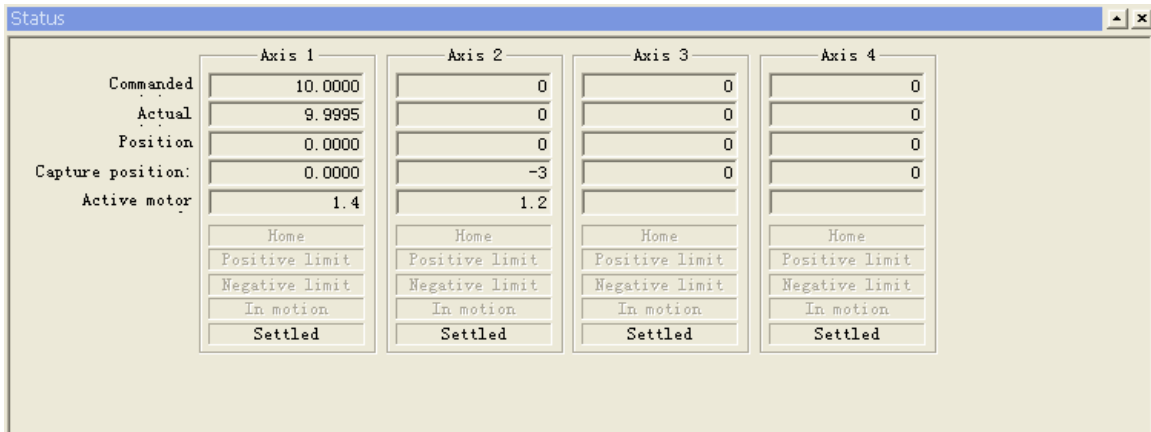 Status
Axis 1 Axis 2 Axis 3 Axis 4
Commanded 10.0000 0 0 0
Actual 9.9995 0 0 0
Position 0.0000 0 0 0
Capture position: 0.0000 -3 0 0
Active motor 1.4 1.2
Home Home Home Home
Positive limit Positive limit Positive limit Positive limit
Negative limit Negative limit Negative limit Negative limit
In motion In motion In motion In motion
Settled Settled Settled Settled